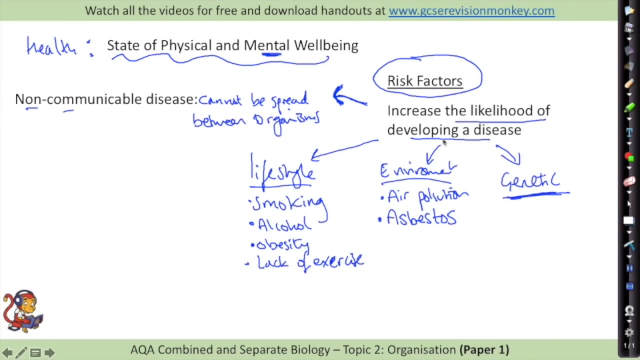 Watch all the videos for free and download handouts at www.gcserevisionmonkey.com
Health: State of Physical and Mental Wellbeing
Non-communicable disease: Cannot be spread
between Organisms
Risk Factors
Increase the likelihood of
developing a disease
lifestyle
• Smoking
• Alcohol
• Obesity
• Lack of exercise
Enviromet
• Air polution
• Asbestos
Genetic
AQA Combined and Separate Biology – Topic 2: Organisation (Paper 1)